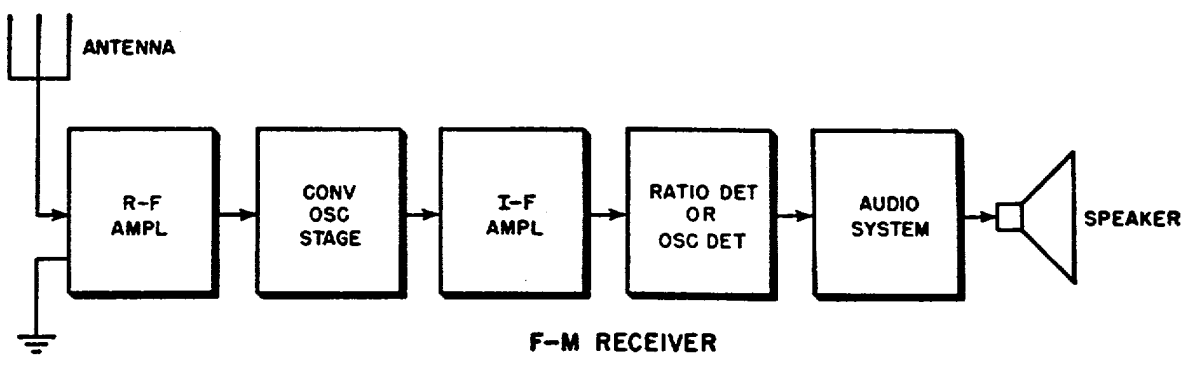 ANTENNA
R-F
AMPL
CONV
OSC
STAGE
I-F
AMPL
RATIO DET
OR
OSC DET
AUDIO
SYSTEM
SPEAKER
F-M RECEIVER